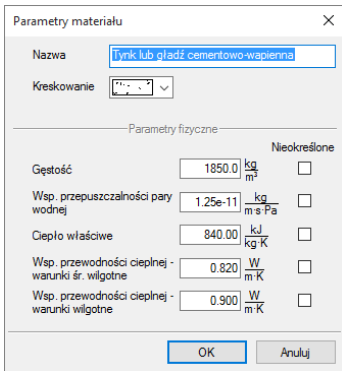 Parametry materiału
Nazwa Tynk lub gładź cementowo-wapienna
Kreskowanie
Parametry fizyczne
Nieokreślone
Gęstość 1850.0 kg/m³
Wsp. przepuszczalności pary wodnej 1.25e-11 kg/m·s·Pa
Ciepło właściwe 840.00 kJ/kg·K
Wsp. przewodności cieplnej - warunki śr. wilgotne 0.820 W/m·K
Wsp. przewodności cieplnej - warunki wilgotne 0.900 W/m·K
OK Anuluj